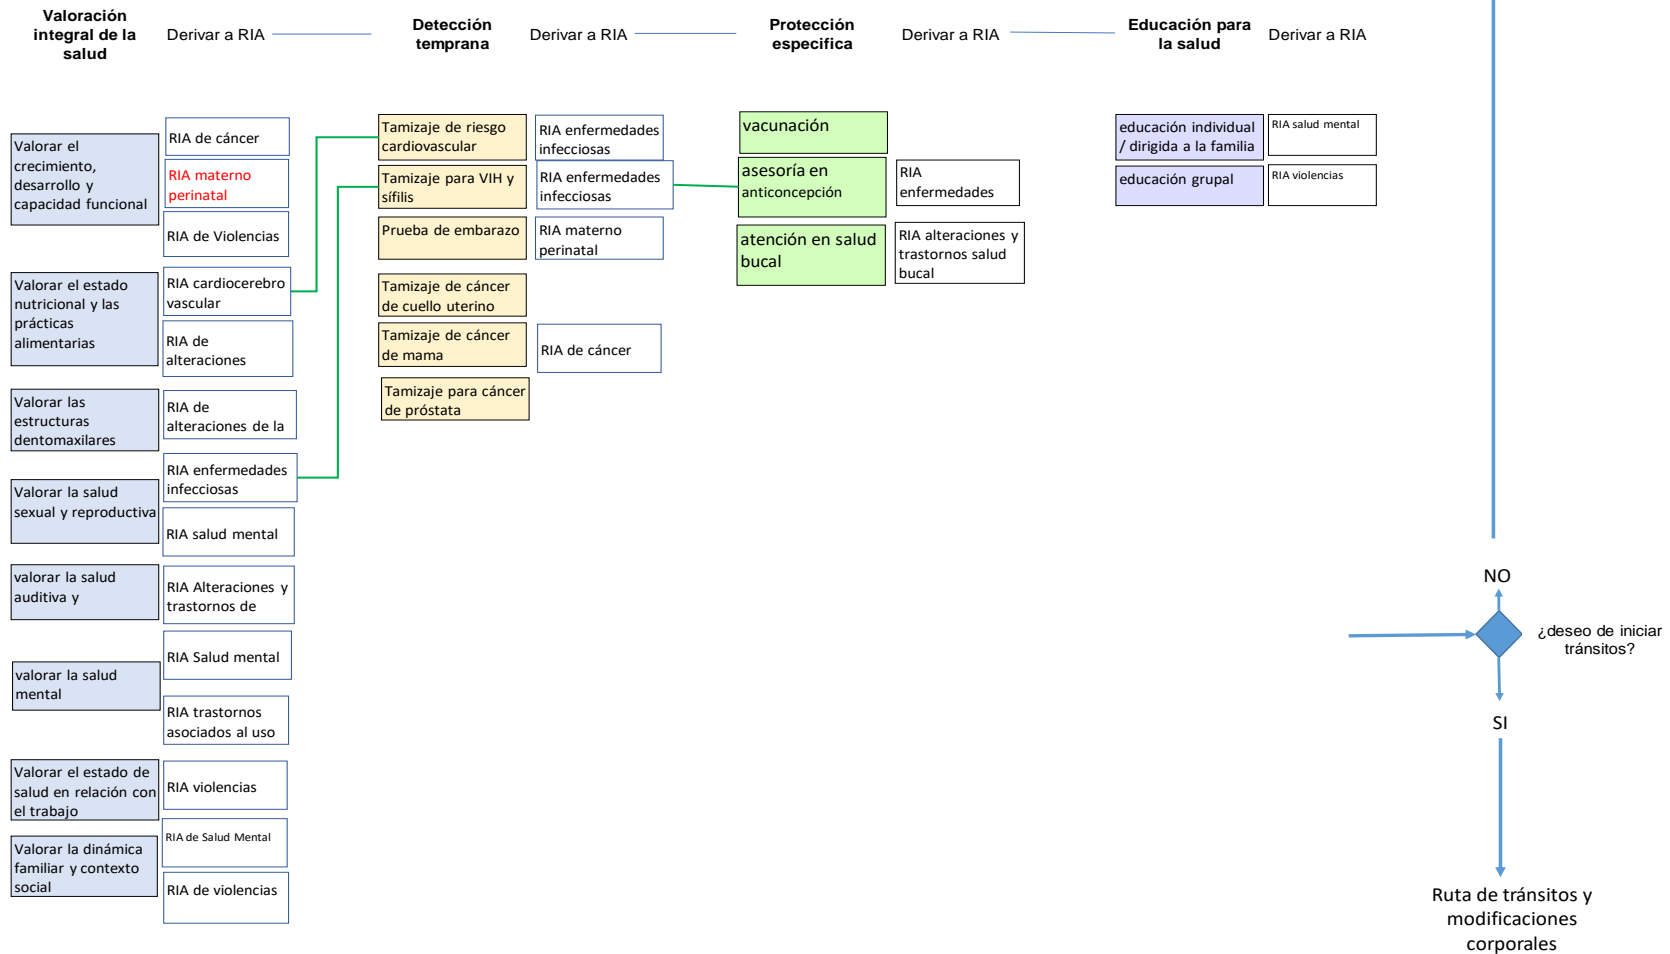 Valoración
integral de la
salud
Derivar a RIA
Detección
temprana
Derivar a RIA
Protección
especifica
Derivar a RIA
Educación para
la salud
Derivar a RIA
Valorar el
crecimiento,
desarrollo y
capacidad funcional
Valorar el estado
nutricional y las
prácticas
alimentarias
Valorar las
estructuras
dentomaxilares
Valorar la salud
sexual y reproductiva
valorar la salud
auditiva y
valorar la salud
mental
Valorar el estado de
salud en relación con
el trabajo
Valorar la dinámica
familiar y contexto
social
RIA de cáncer
RIA materno
perinatal
RIA de Violencias
RIA cardiocerebro
vascular
RIA de
alteraciones
RIA de
alteraciones de la
RIA enfermedades
infecciosas
RIA salud mental
RIA Alteraciones y
trastornos de
RIA Salud mental
RIA trastornos
asociados al uso
RIA violencias
RIA de Salud Mental
RIA de violencias
Tamizaje de riesgo
cardiovascular
Tamizaje para VIH y
sífilis
Prueba de embarazo
Tamizaje de cáncer
de cuello uterino
Tamizaje de cáncer
de mama
Tamizaje para cáncer
de próstata
RIA enfermedades
infecciosas
RIA enfermedades
infecciosas
RIA materno
perinatal
RIA de cáncer
vacunación
asesoría en
anticoncepción
atención en salud
bucal
RIA
enfermedades
RIA alteraciones y
trastornos salud
bucal
educación individual
/ dirigida a la familia
educación grupal
RIA salud mental
RIA violencias
NO
¿deseo de iniciar
tránsitos?
SI
Ruta de tránsitos y
modificaciones
corporales